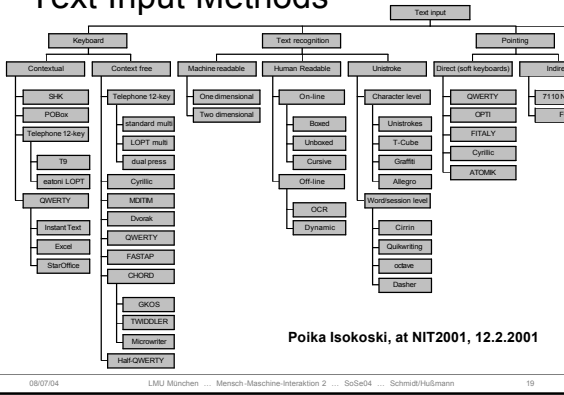 Text Input Methods
Text input
Keyboard
Text recognition
Pointing
Contextual
Context free
Machine readable
Human Readable
Unistroke
Direct (soft keyboards)
SHK
POBox
Telephone 12-key
T9
eatoni LOPT
QWERTY
Instant Text
Excel
StarOffice
Telephone 12-key
standard multi
LOPT multi
dual press
Cyrillic
MDITIM
Dvorak
QWERTY
FASTAP
CHORD
GKOS
TWIDDLER
Microwriter
Half-QWERTY
One dimensional
Two dimensional
On-line
Boxed
Unboxed
Cursive
Off-line
OCR
Dynamic
Character level
Unistrokes
T-Cube
Graffiti
Allegro
Word/session level
Cirrin
Quikwriting
octave
Dasher
QWERTY
OPTI
FITALY
Cyrillic
ATOMIK
7110 N
F
Poika Isokoski, at NIT2001, 12.2.2001
08/07/04 LMU München … Mensch-Maschine-Interaktion 2 … SoSe04 … Schmidt/Hußmann 19